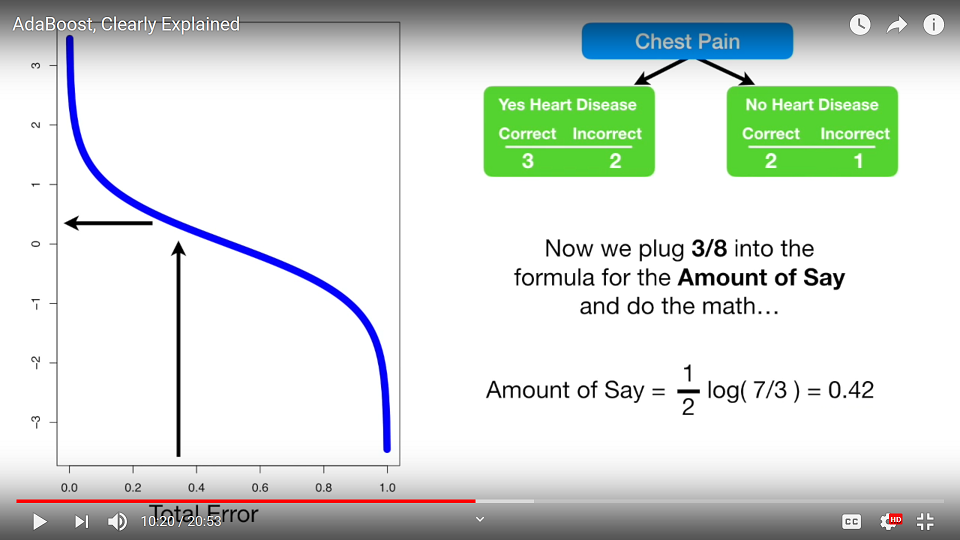 AdaBoost, Clearly Explained
3
2
1
0
-1
-2
-3
0.0 0.2 0.4 0.6 0.8 1.0
Total Error
Chest Pain
Yes Heart Disease
Correct Incorrect
3 2
No Heart Disease
Correct Incorrect
2 1
Now we plug 3/8 into the
formula for the Amount of Say
and do the math...
Amount of Say = 1/2 log( 7/3 ) = 0.42
10:20 / 20:53
CC
HD